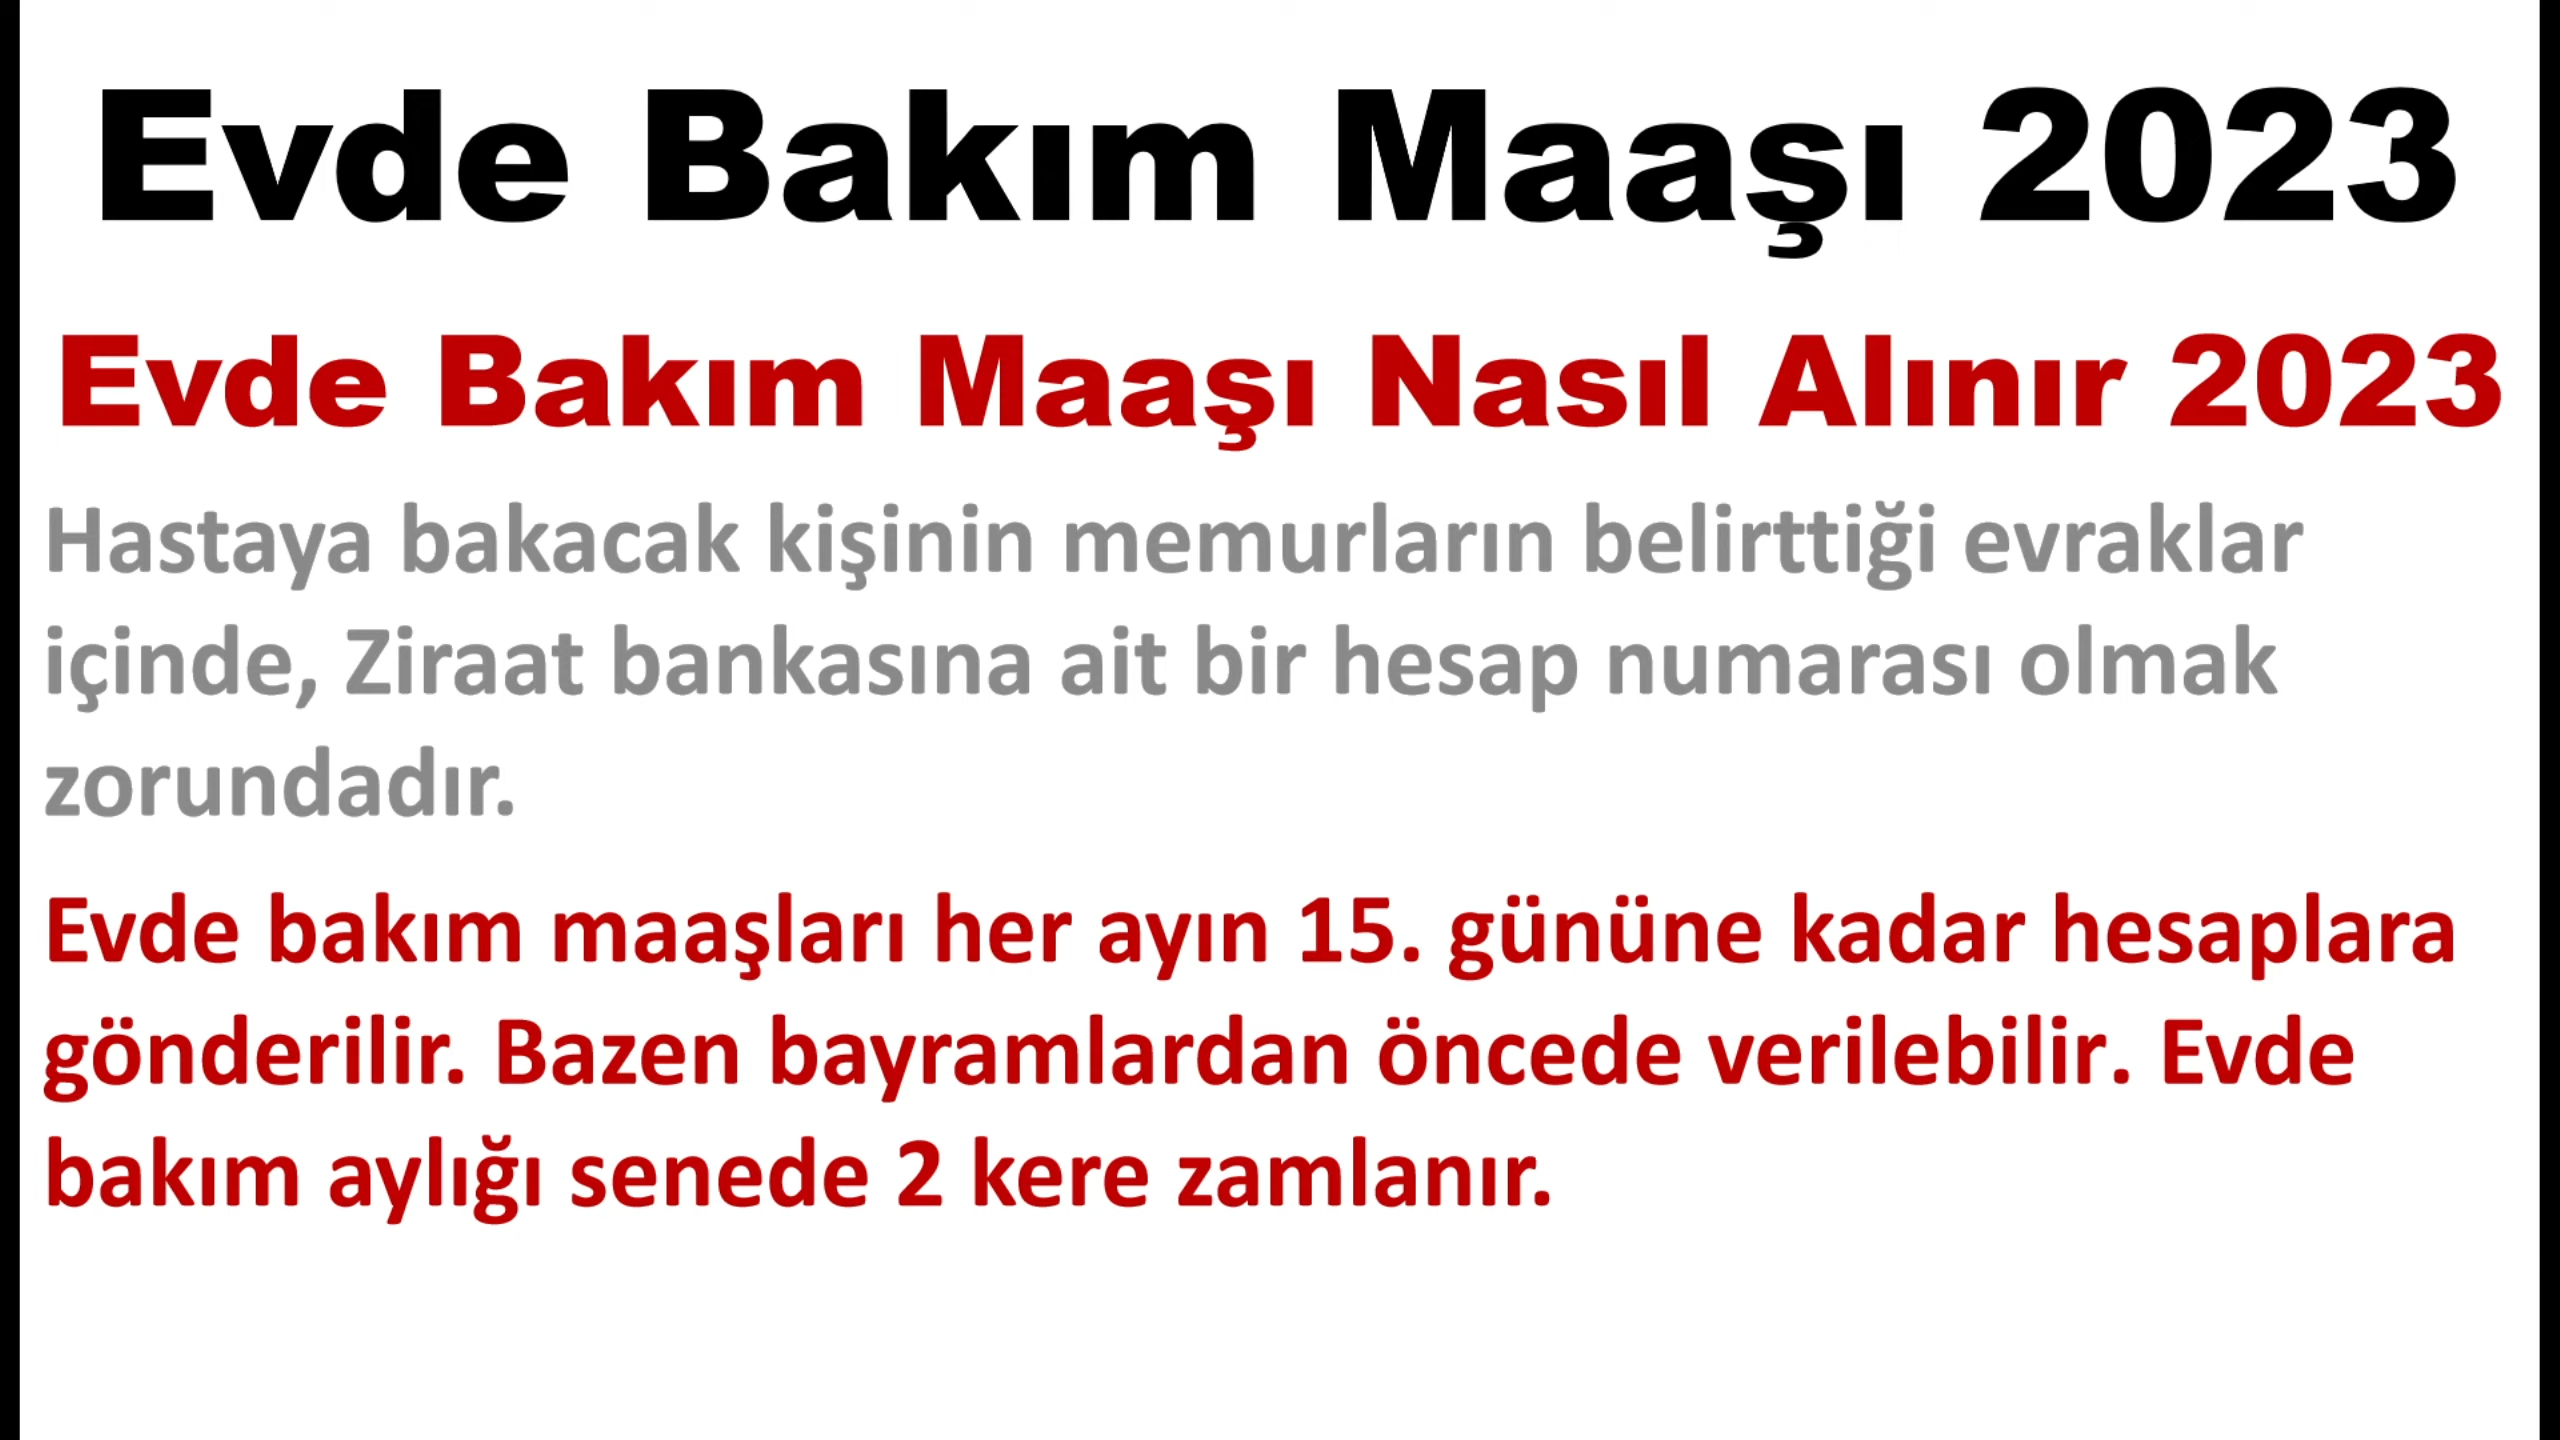 Evde Bakım Maaşı 2023
Evde Bakım Maaşı Nasıl Alınır 2023
Hastaya bakacak kişinin memurların belirttiği evraklar
içinde, Ziraat bankasına ait bir hesap numarası olmak
zorundadır.
Evde bakım maaşları her ayın 15. gününe kadar hesaplara
gönderilir. Bazen bayramlardan öncede verilebilir. Evde
bakım aylığı senede 2 kere zamlanır.